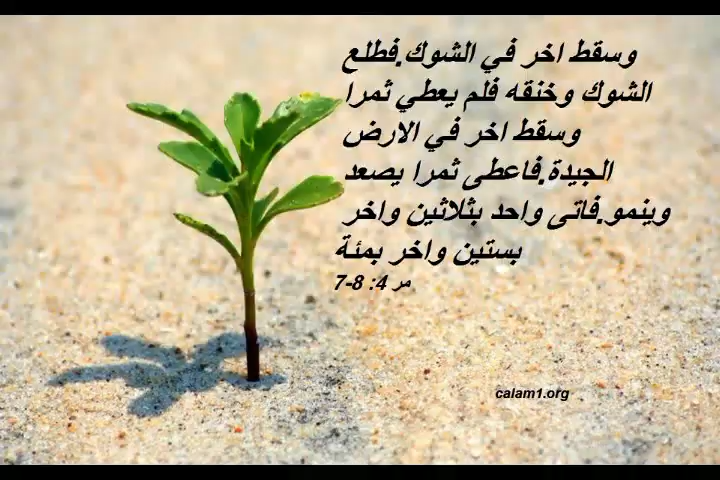 وسقط اخر في الشوك.فطلع
الشوك وخنقه فلم يعطي ثمرا
وسقط اخر في الارض
الجيدة.فاعطى ثمرا يصعد
وينمو.فاتى واحد بثلاثين واخر
بستين واخر بمئة
مر 4: 8-7
calam1.org